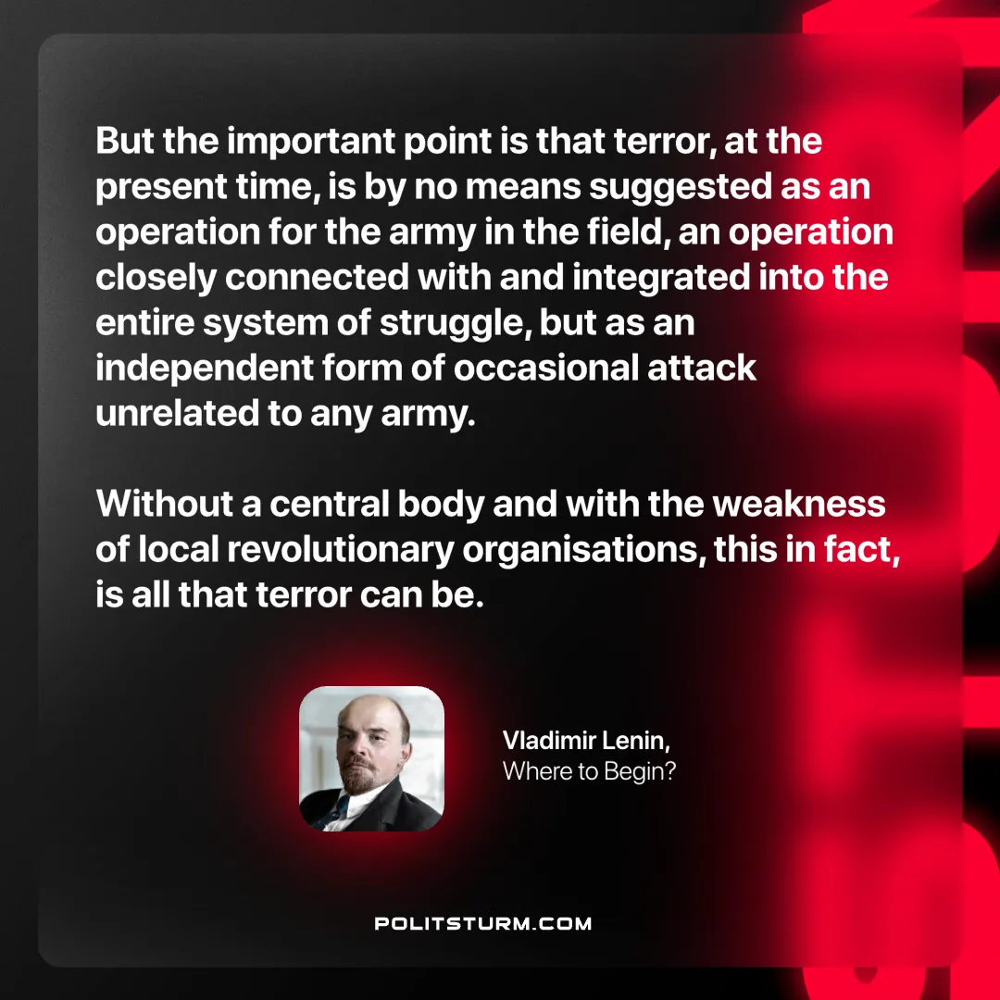 But the important point is that terror, at the
present time, is by no means suggested as an
operation for the army in the field, an operation
closely connected with and integrated into the
entire system of struggle, but as an
independent form of occasional attack
unrelated to any army.
Without a central body and with the weakness
of local revolutionary organisations, this in fact,
is all that terror can be.
Vladimir Lenin,
Where to Begin?
POLITSTURM.COM